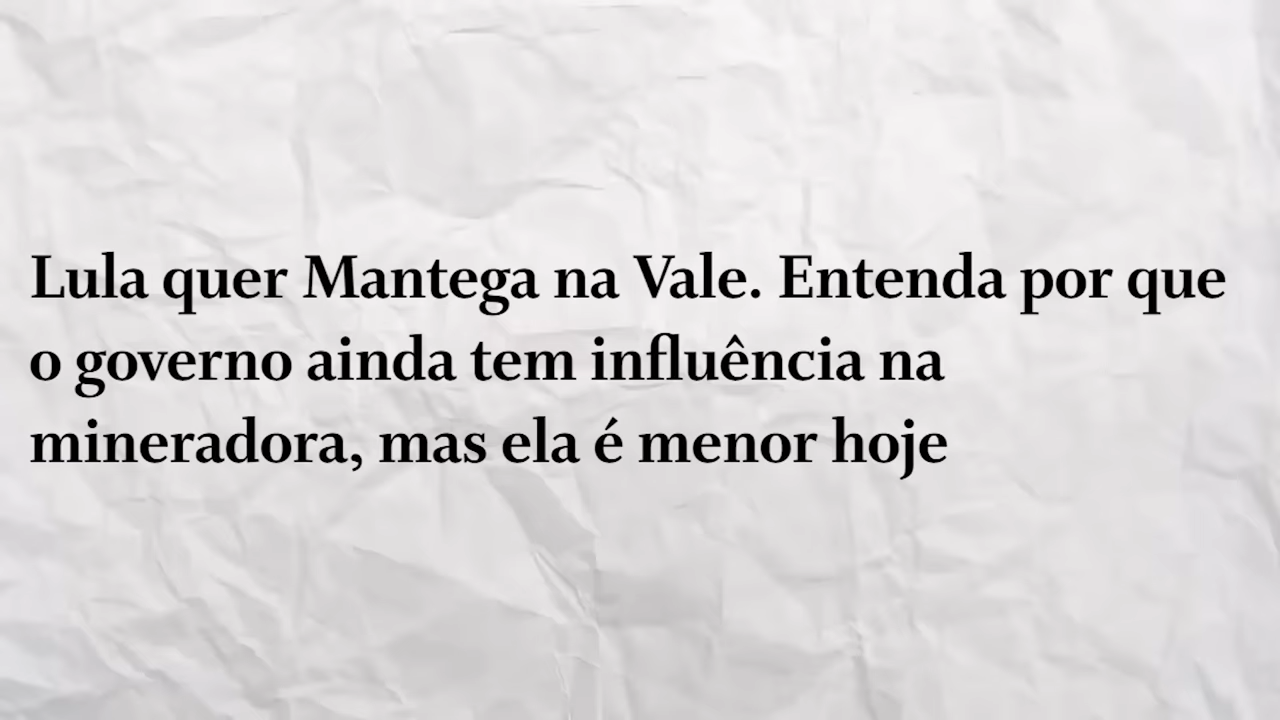 Lula quer Mantega na Vale. Entenda por que
o governo ainda tem influência na
mineradora, mas ela é menor hoje